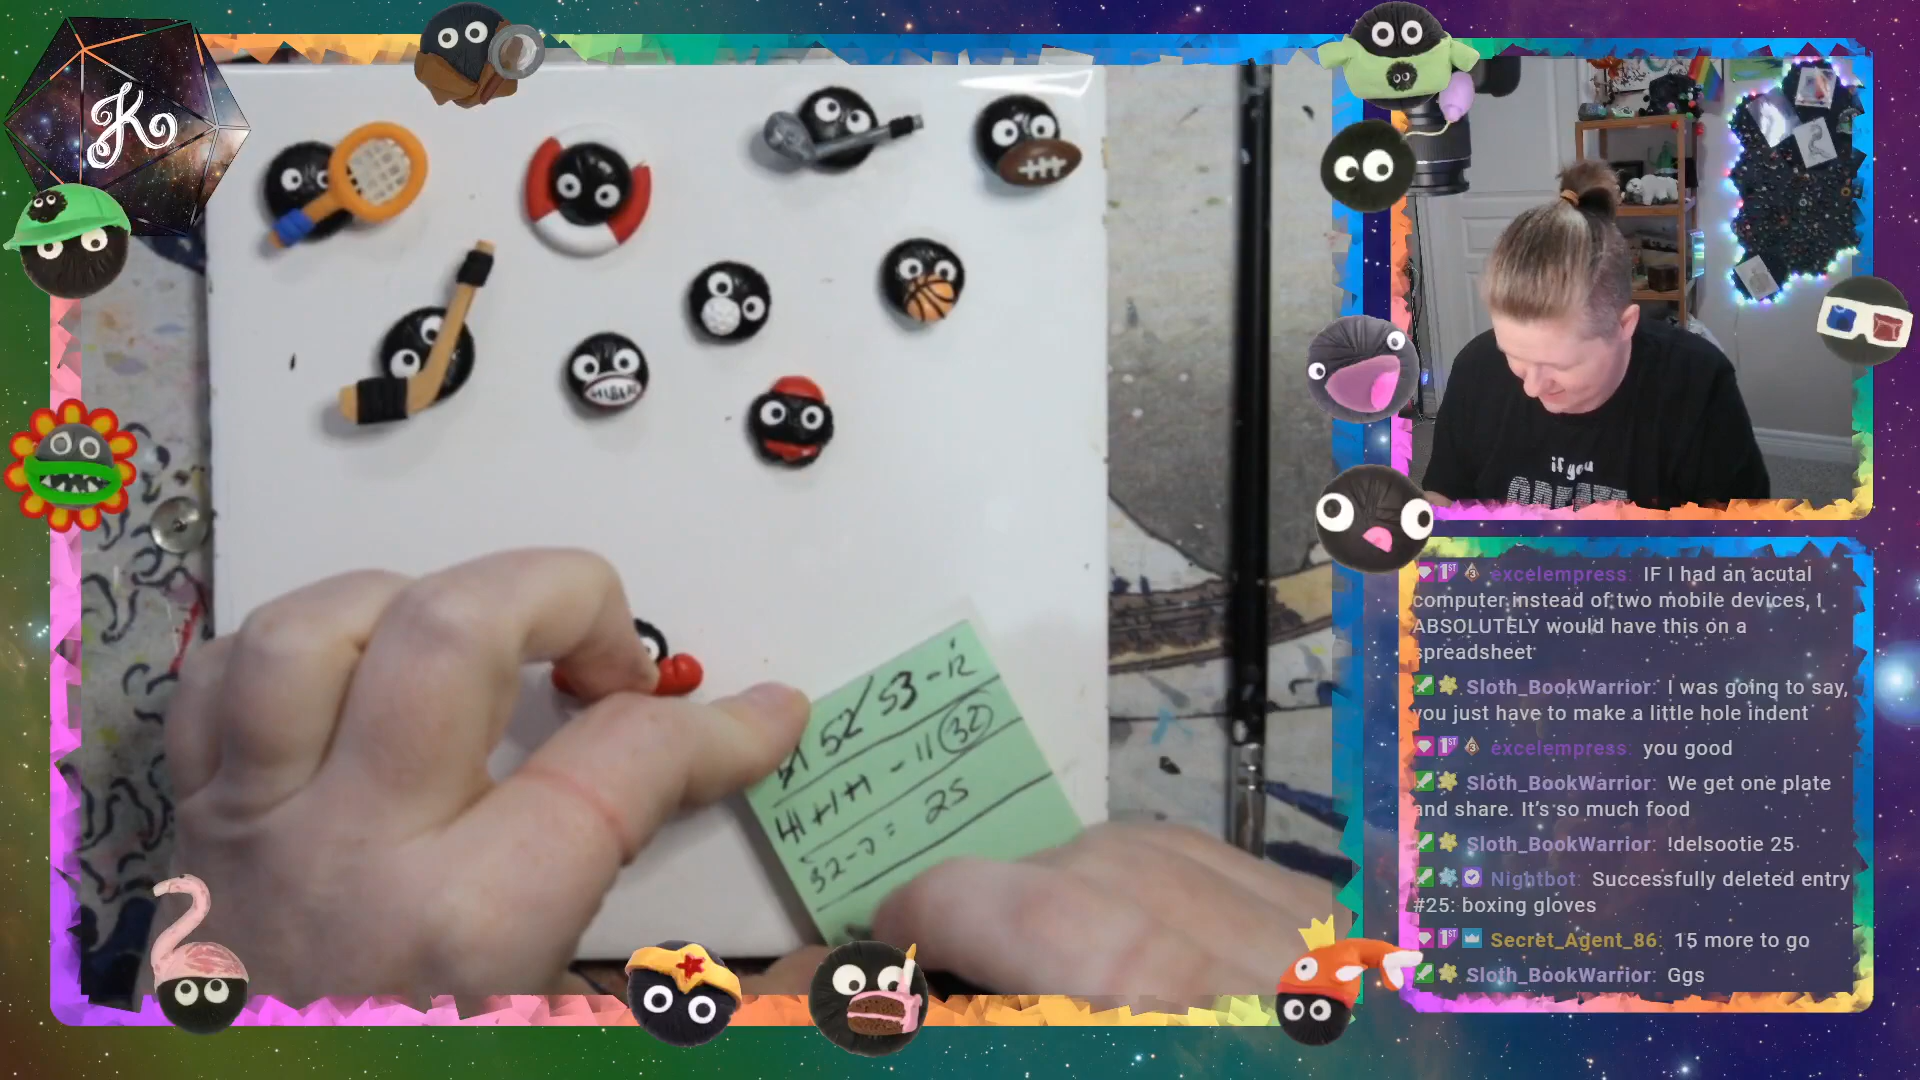 K
51 52/ 53 - 12
41+1+1 - 11 32
32-7= 25
if you
excelempress: IF I had an acutal
computer instead of two mobile devices, I
ABSOLUTELY would have this on a
spreadsheet
Sloth_BookWarrior: I was going to say,
you just have to make a little hole indent
excelempress: you good
Sloth_BookWarrior: We get one plate
and share. It's so much food
Sloth_BookWarrior: !delsootie 25
Nightbot: Successfully deleted entry
#25: boxing gloves
Secret_Agent_86: 15 more to go
Sloth_BookWarrior: Ggs